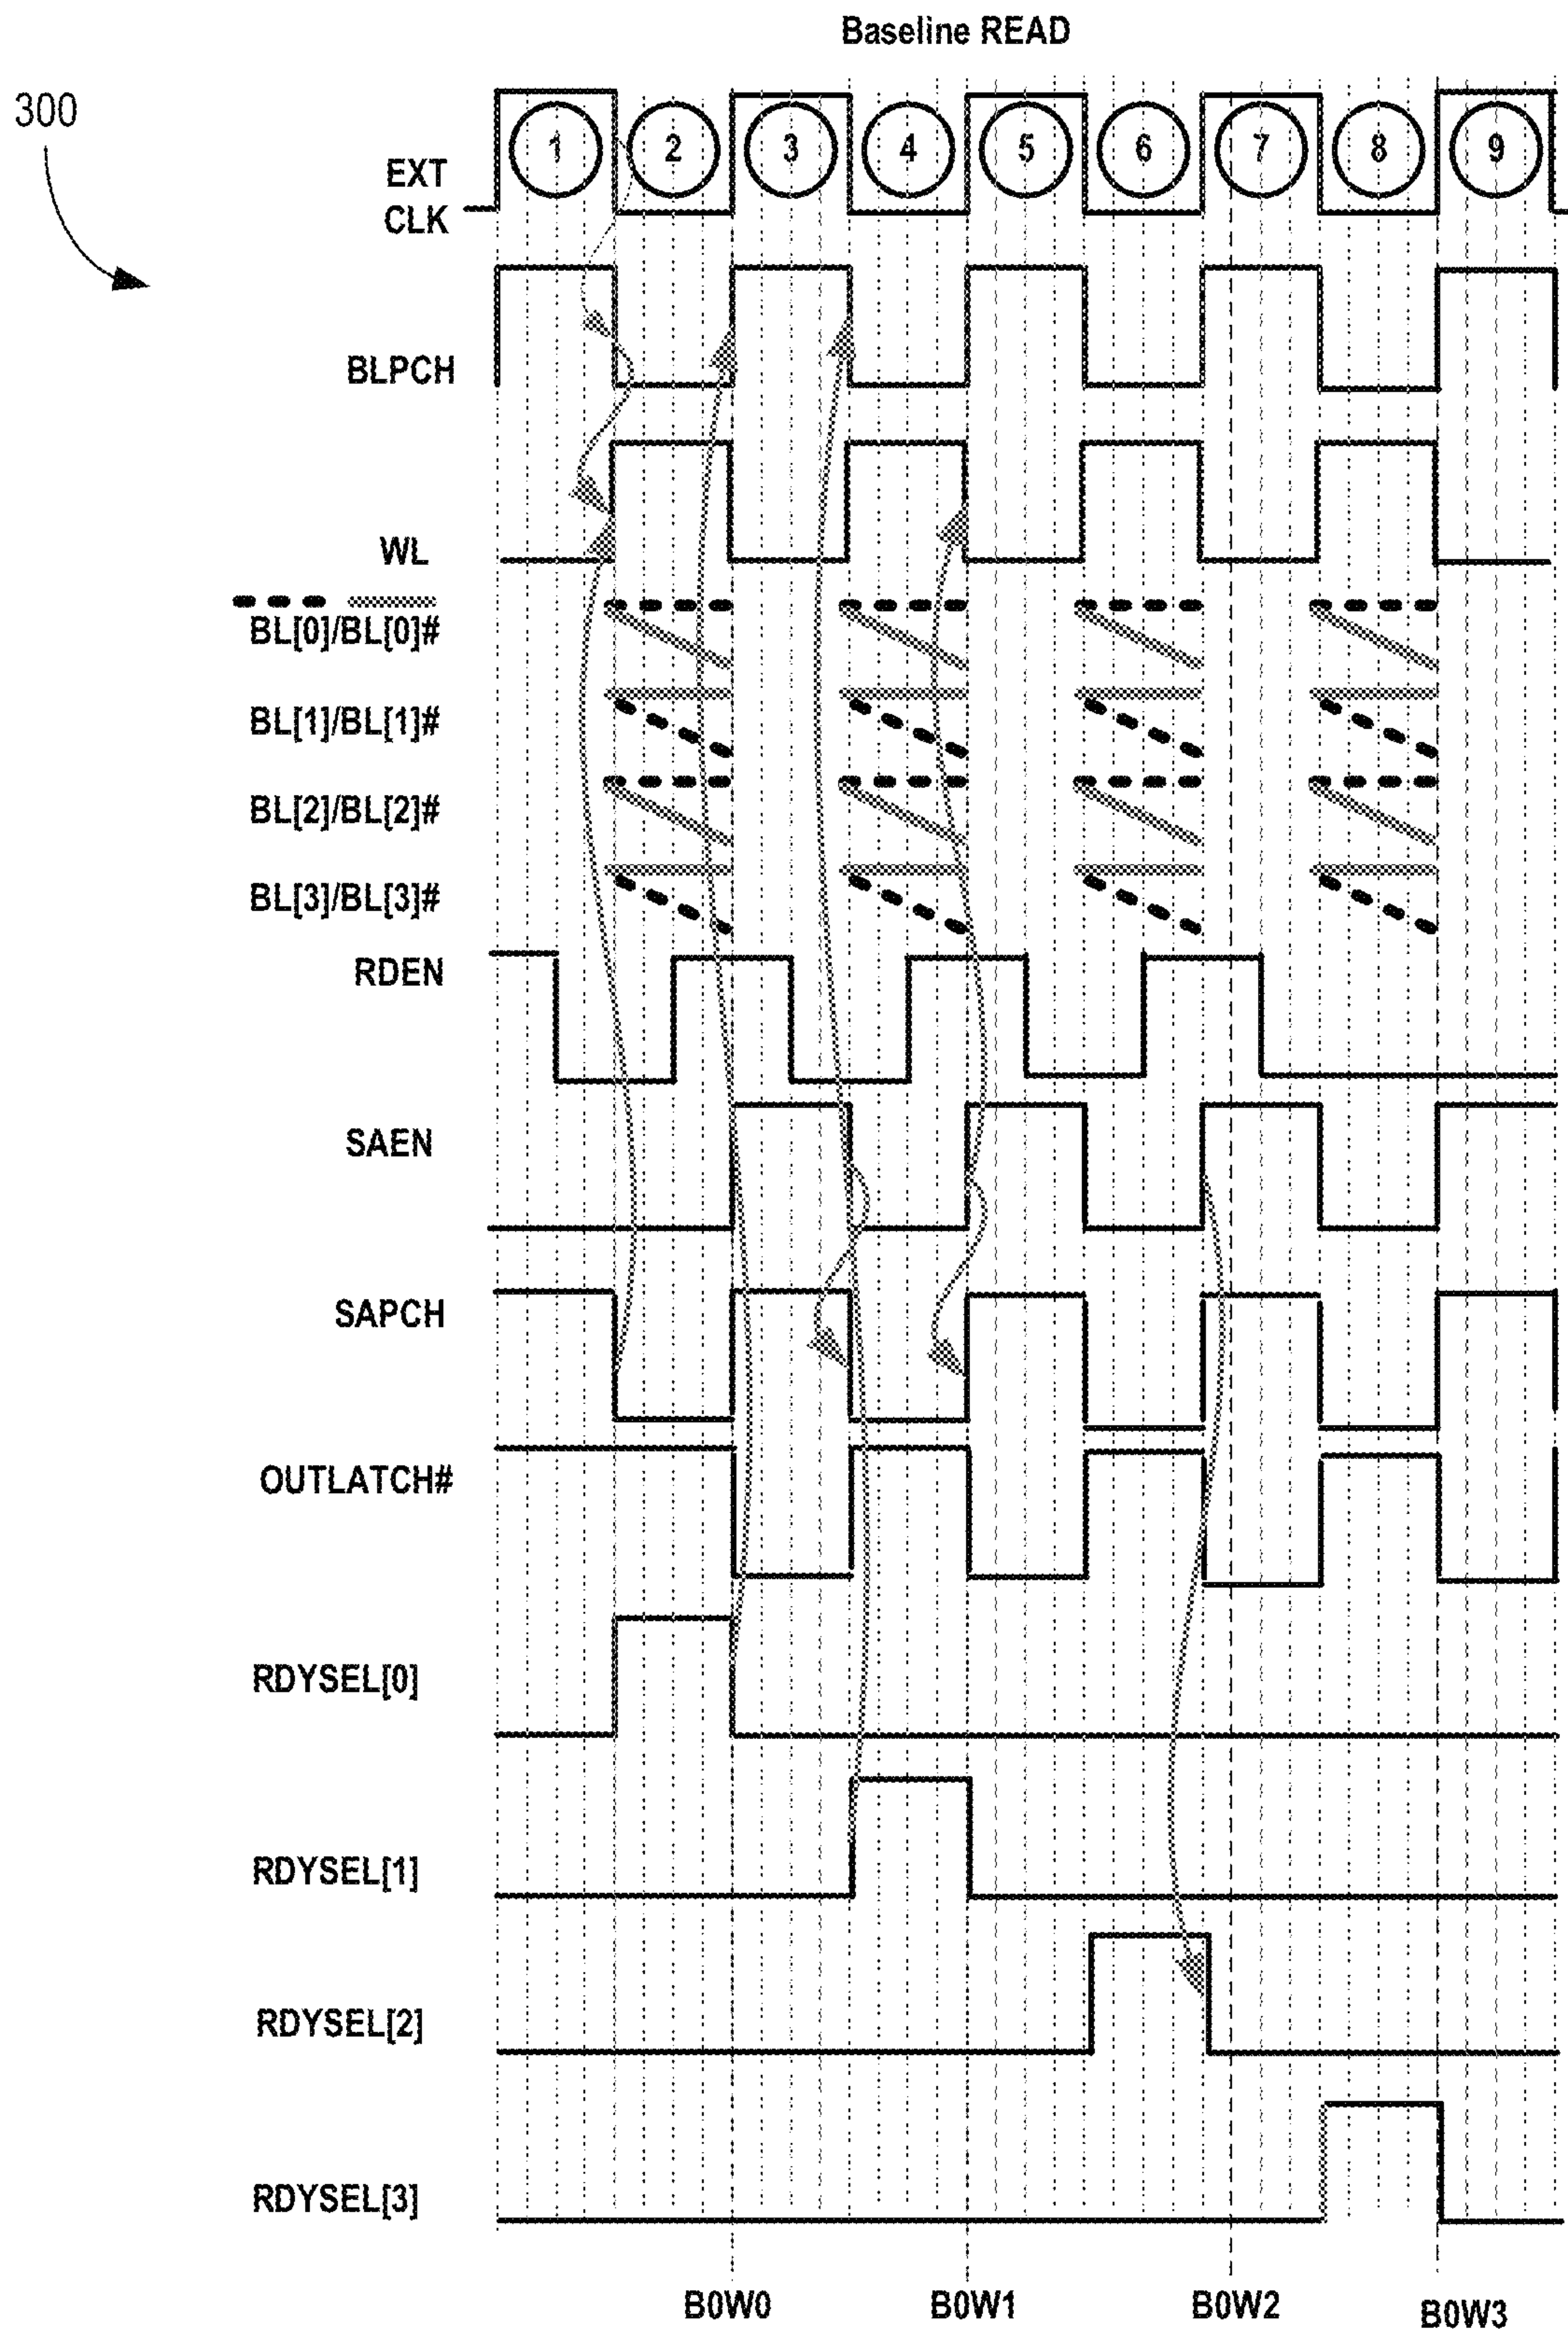 Baseline READ
300
1 2 3 4 5 6 7 8 9
EXT
CLK
BLPCH
WL
BL[0]/BL[0]#
BL[1]/BL[1]#
BL[2]/BL[2]#
BL[3]/BL[3]#
RDEN
SAEN
SAPCH
OUTLATCH#
RDYSEL[0]
RDYSEL[1]
RDYSEL[2]
RDYSEL[3]
B0W0 B0W1 B0W2 B0W3